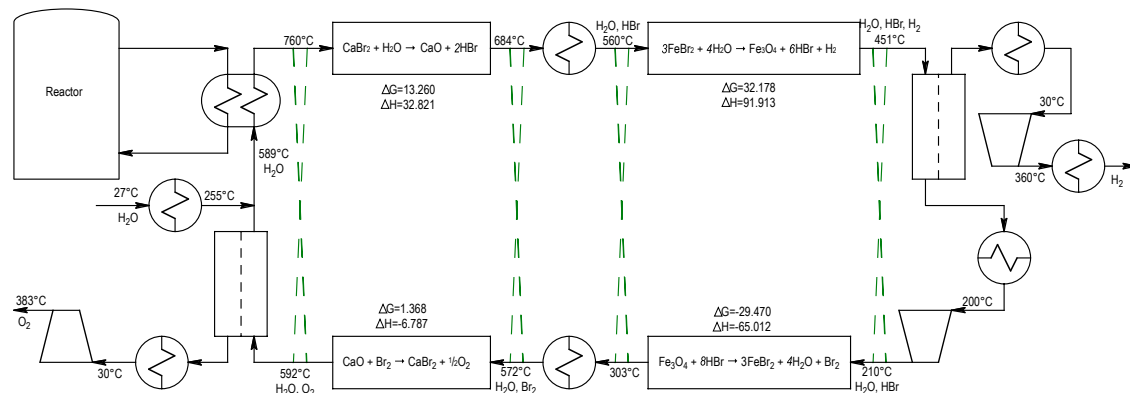 Reactor
760°C
CaBr₂ + H₂O → CaO + 2HBr
ΔG=13.260
ΔH=32.821
684°C
H₂O, HBr
560°C
3FeBr₂ + 4H₂O → Fe₃O₄ + 6HBr + H₂
ΔG=32.178
ΔH=91.913
H₂O, HBr, H₂
451°C
30°C
360°C
H₂
589°C
H₂O
27°C
H₂O
255°C
200°C
383°C
O₂
30°C
592°C
H₂O, O₂
ΔG=1.368
ΔH=-6.787
CaO + Br₂ → CaBr₂ + ½O₂
572°C
H₂O, Br₂
303°C
ΔG=-29.470
ΔH=-65.012
Fe₃O₄ + 8HBr → 3FeBr₂ + 4H₂O + Br₂
210°C
H₂O, HBr